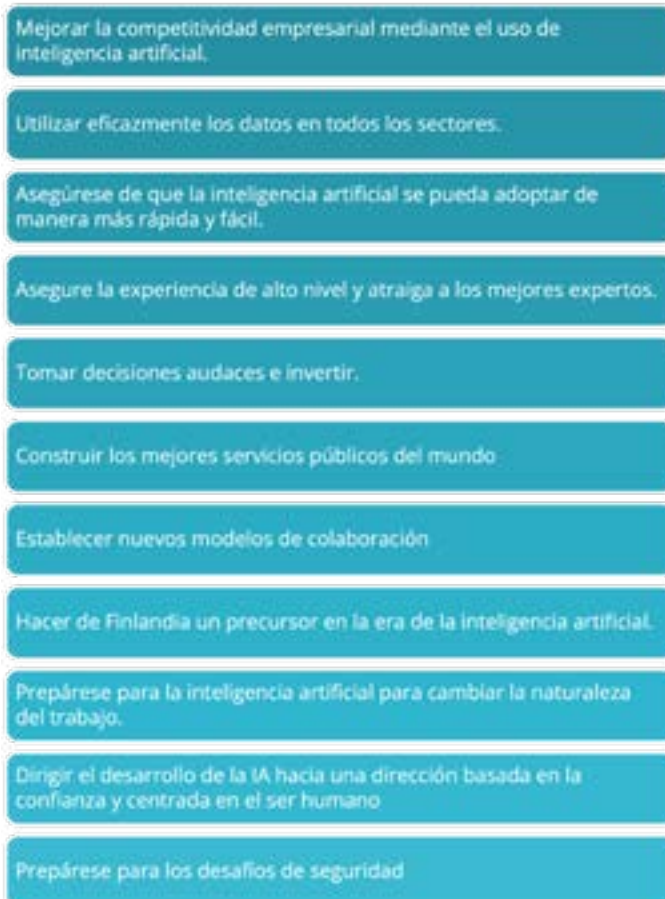 Mejorar la competitividad empresarial mediante el uso de
inteligencia artificial.
Utilizar eficazmente los datos en todos los sectores.
Asegúrese de que la inteligencia artificial se pueda adoptar de
manera más rápida y fácil.
Asegure la experiencia de alto nivel y atraiga a los mejores expertos.
Tomar decisiones audaces e invertir.
Construir los mejores servicios públicos del mundo
Establecer nuevos modelos de colaboración
Hacer de Finlandia un precursor en la era de la inteligencia artificial.
Prepárese para la inteligencia artificial para cambiar la naturaleza
del trabajo.
Dirigir el desarrollo de la IA hacia una dirección basada en la
confianza y centrada en el ser humano
Prepárese para los desafíos de seguridad